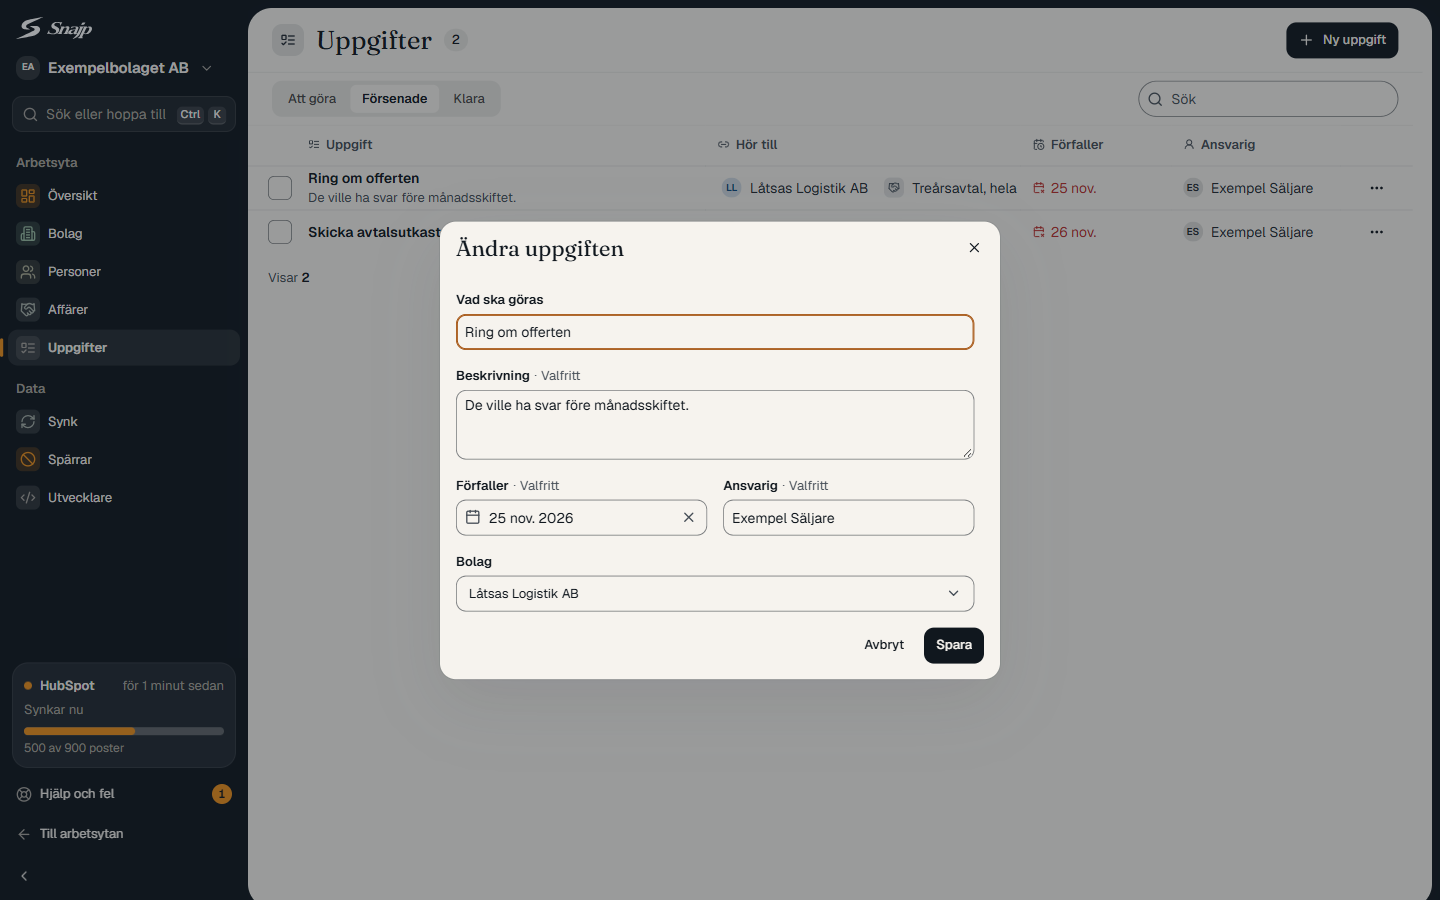 Snajp
EA Exempelbolaget AB
Sök eller hoppa till Ctrl K
Arbetsyta
Översikt
Bolag
Personer
Affärer
Uppgifter
Data
Synk
Spärrar
Utvecklare
HubSpot för 1 minut sedan
Synkar nu
500 av 900 poster
Hjälp och fel 1
Till arbetsytan
Uppgifter 2
Ny uppgift
Att göra Försenade Klara
Sök
Uppgift Hör till Förfaller Ansvarig
Ring om offerten
De ville ha svar före månadsskiftet.
LL Låtsas Logistik AB Treårsavtal, hela 25 nov. ES Exempel Säljare
Skicka avtalsutkast 26 nov. ES Exempel Säljare
Visar 2
Ändra uppgiften
Vad ska göras
Ring om offerten
Beskrivning · Valfritt
De ville ha svar före månadsskiftet.
Förfaller · Valfritt Ansvarig · Valfritt
25 nov. 2026 Exempel Säljare
Bolag
Låtsas Logistik AB
Avbryt Spara